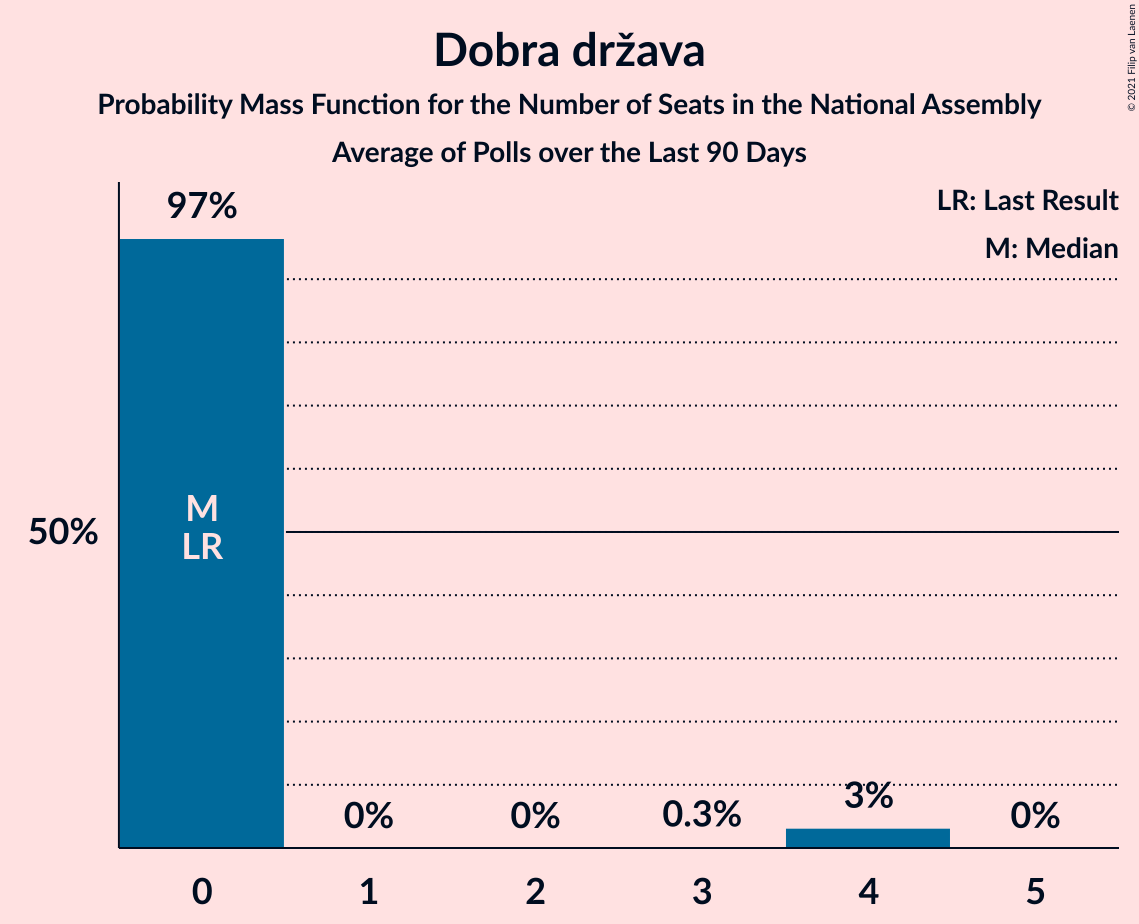 Dobra država
Probability Mass Function for the Number of Seats in the National Assembly
Average of Polls over the Last 90 Days
© 2021 Filip van Laenen
LR: Last Result
M: Median
97%
M
LR
50%
0%
0%
0.3%
3%
0%
0
1
2
3
4
5